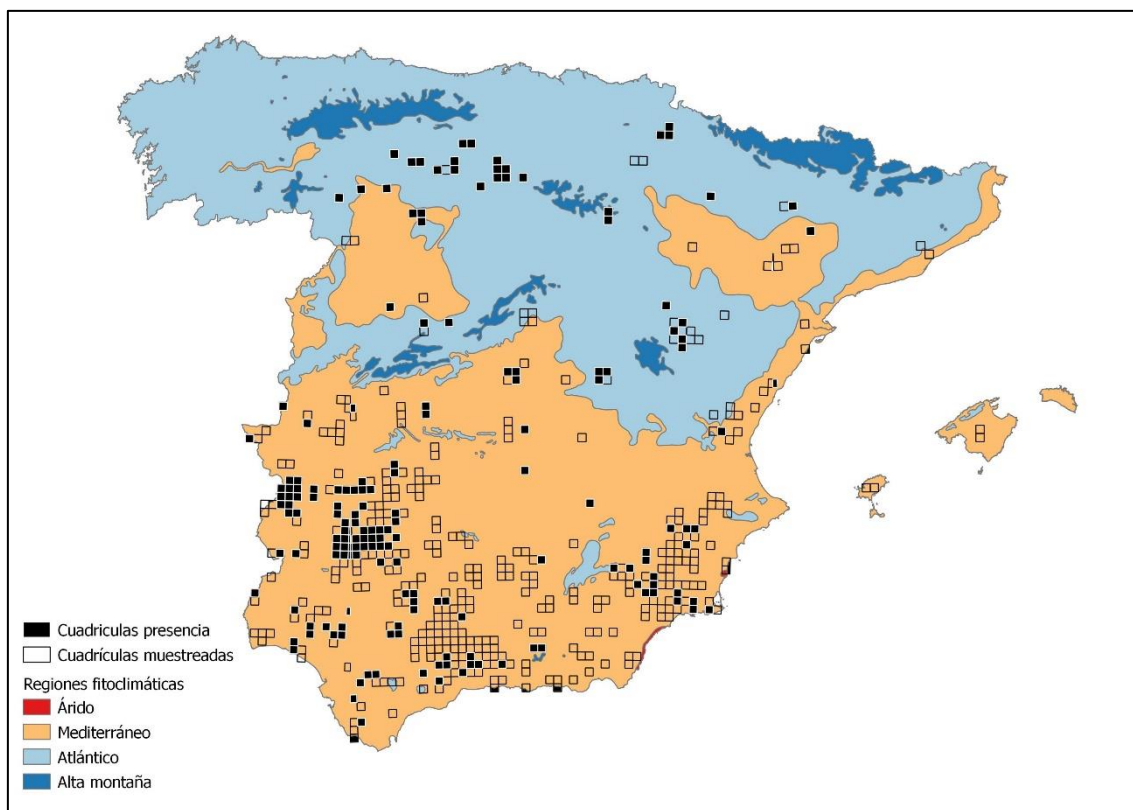 Cuadriculas presencia
Cuadrículas muestreadas
Regiones fitoclimáticas
Árido
Mediterráneo
Atlántico
Alta montaña